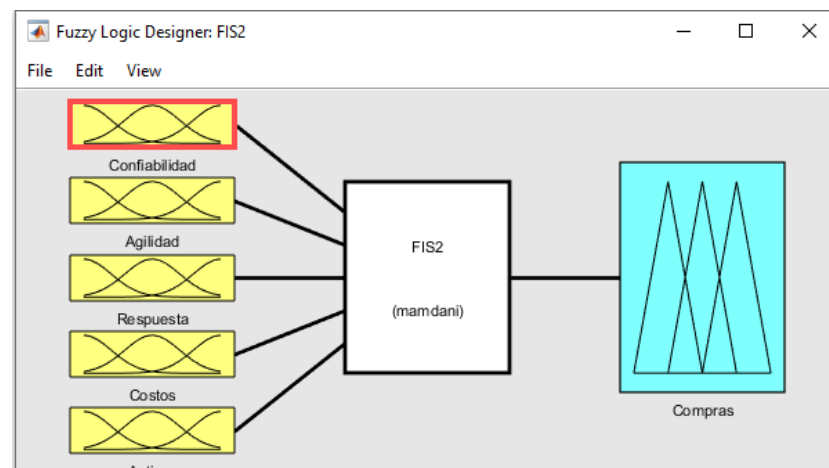 Fuzzy Logic Designer: FIS2
File Edit View
Confiabilidad
Agilidad
Respuesta
Costos
FIS2
(mamdani)
Compras